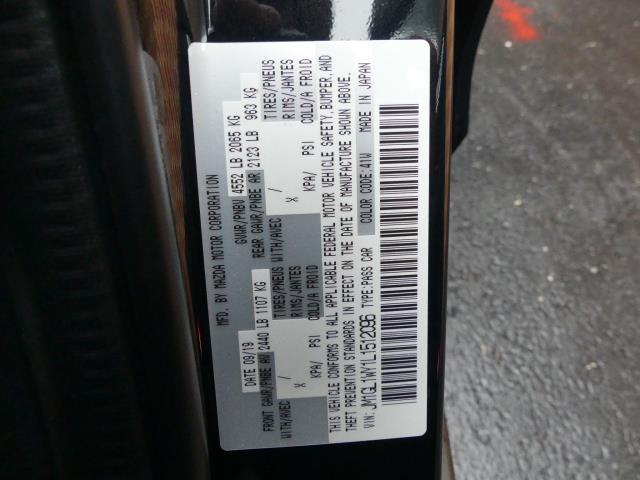 MFD. BY MAZDA MOTOR CORPORATION
DATE 09/19 GVWR/PNBV 4552 LB 2065 KG
FRONT GAWR/PNBE AV 2440 LB 1107 KG REAR GAWR/PNBE AR 2123 LB 963 KG
WITH/AVEC TIRES/PNEUS WITH/AVEC TIRES/PNEUS
X / RIMS/JANTES X / RIMS/JANTES
KPA/ PSI COLD/A FROID KPA/ PSI COLD/A FROID
THIS VEHICLE CONFORMS TO ALL APPLICABLE FEDERAL MOTOR VEHICLE SAFETY, BUMPER, AND
THEFT PREVENTION STANDARDS IN EFFECT ON THE DATE OF MANUFACTURE SHOWN ABOVE.
VIN: JM1GL1WY1L1512096 TYPE: PASS CAR COLOR CODE: 41W MADE IN JAPAN